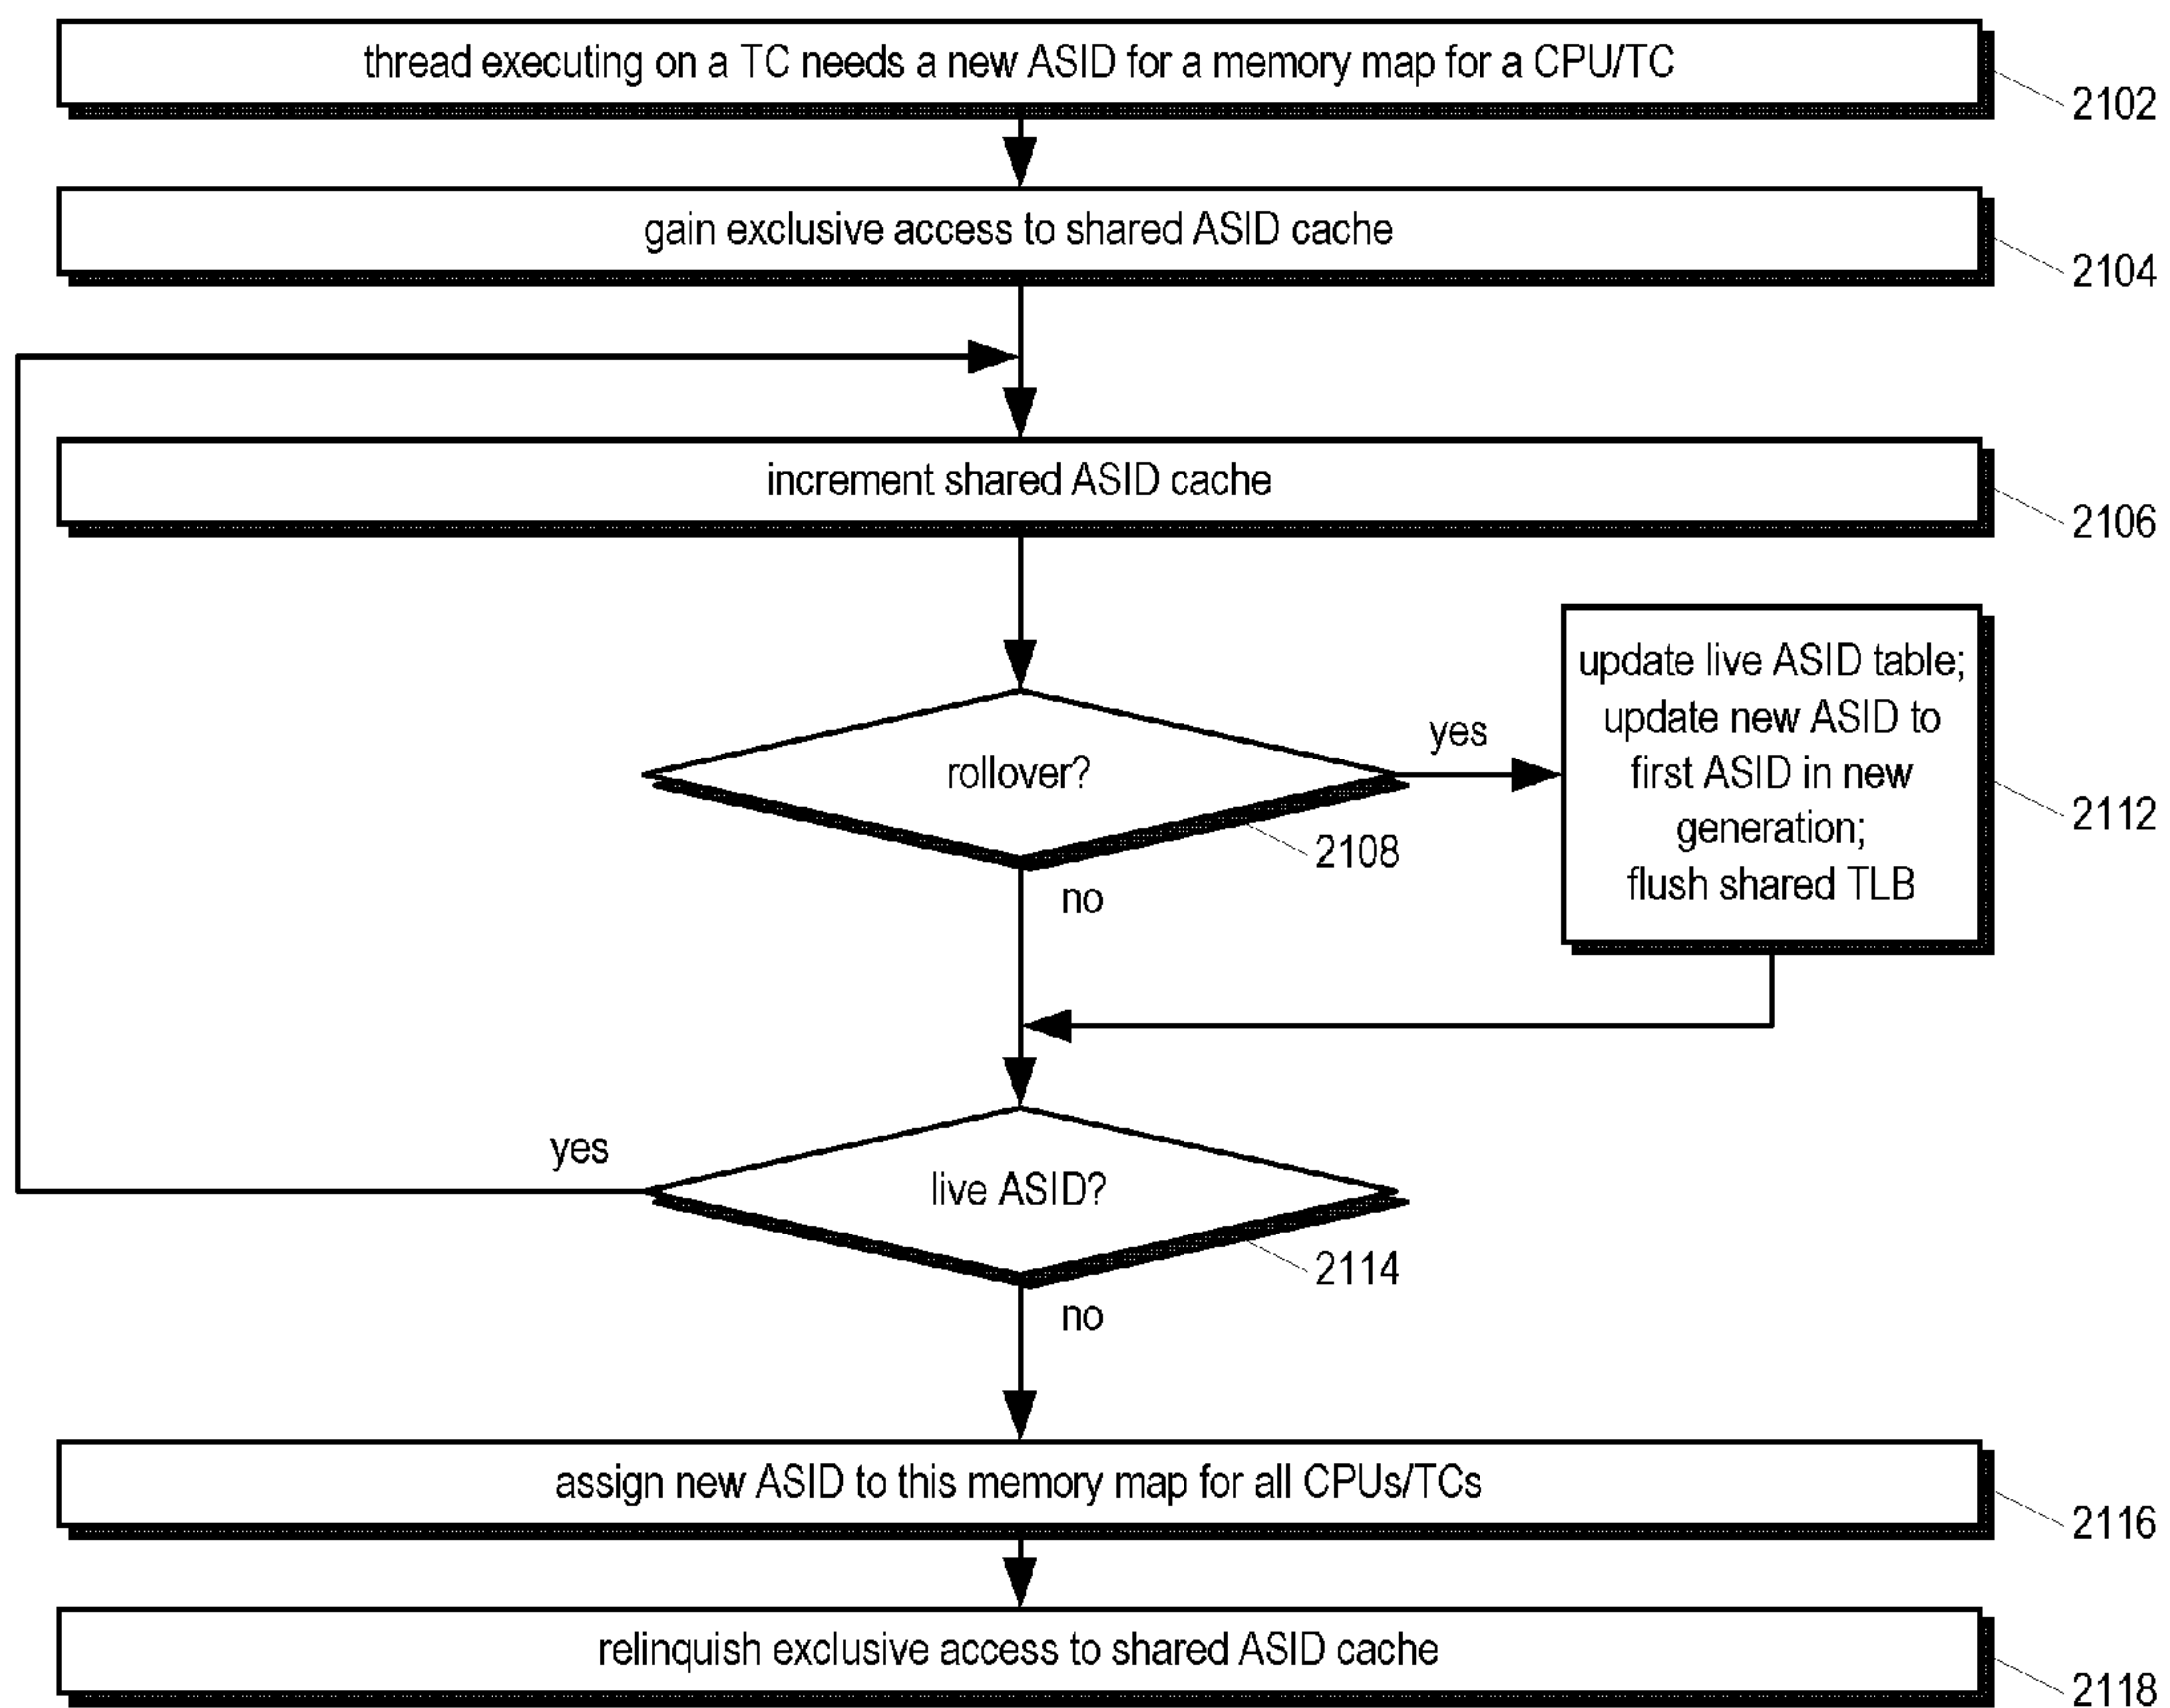 thread executing on a TC needs a new ASID for a memory map for a CPU/TC
2102
gain exclusive access to shared ASID cache
2104
increment shared ASID cache
2106
rollover?
2108
yes
no
update live ASID table;
update new ASID to
first ASID in new
generation;
flush shared TLB
2112
live ASID?
2114
yes
no
assign new ASID to this memory map for all CPUs/TCs
2116
relinquish exclusive access to shared ASID cache
2118